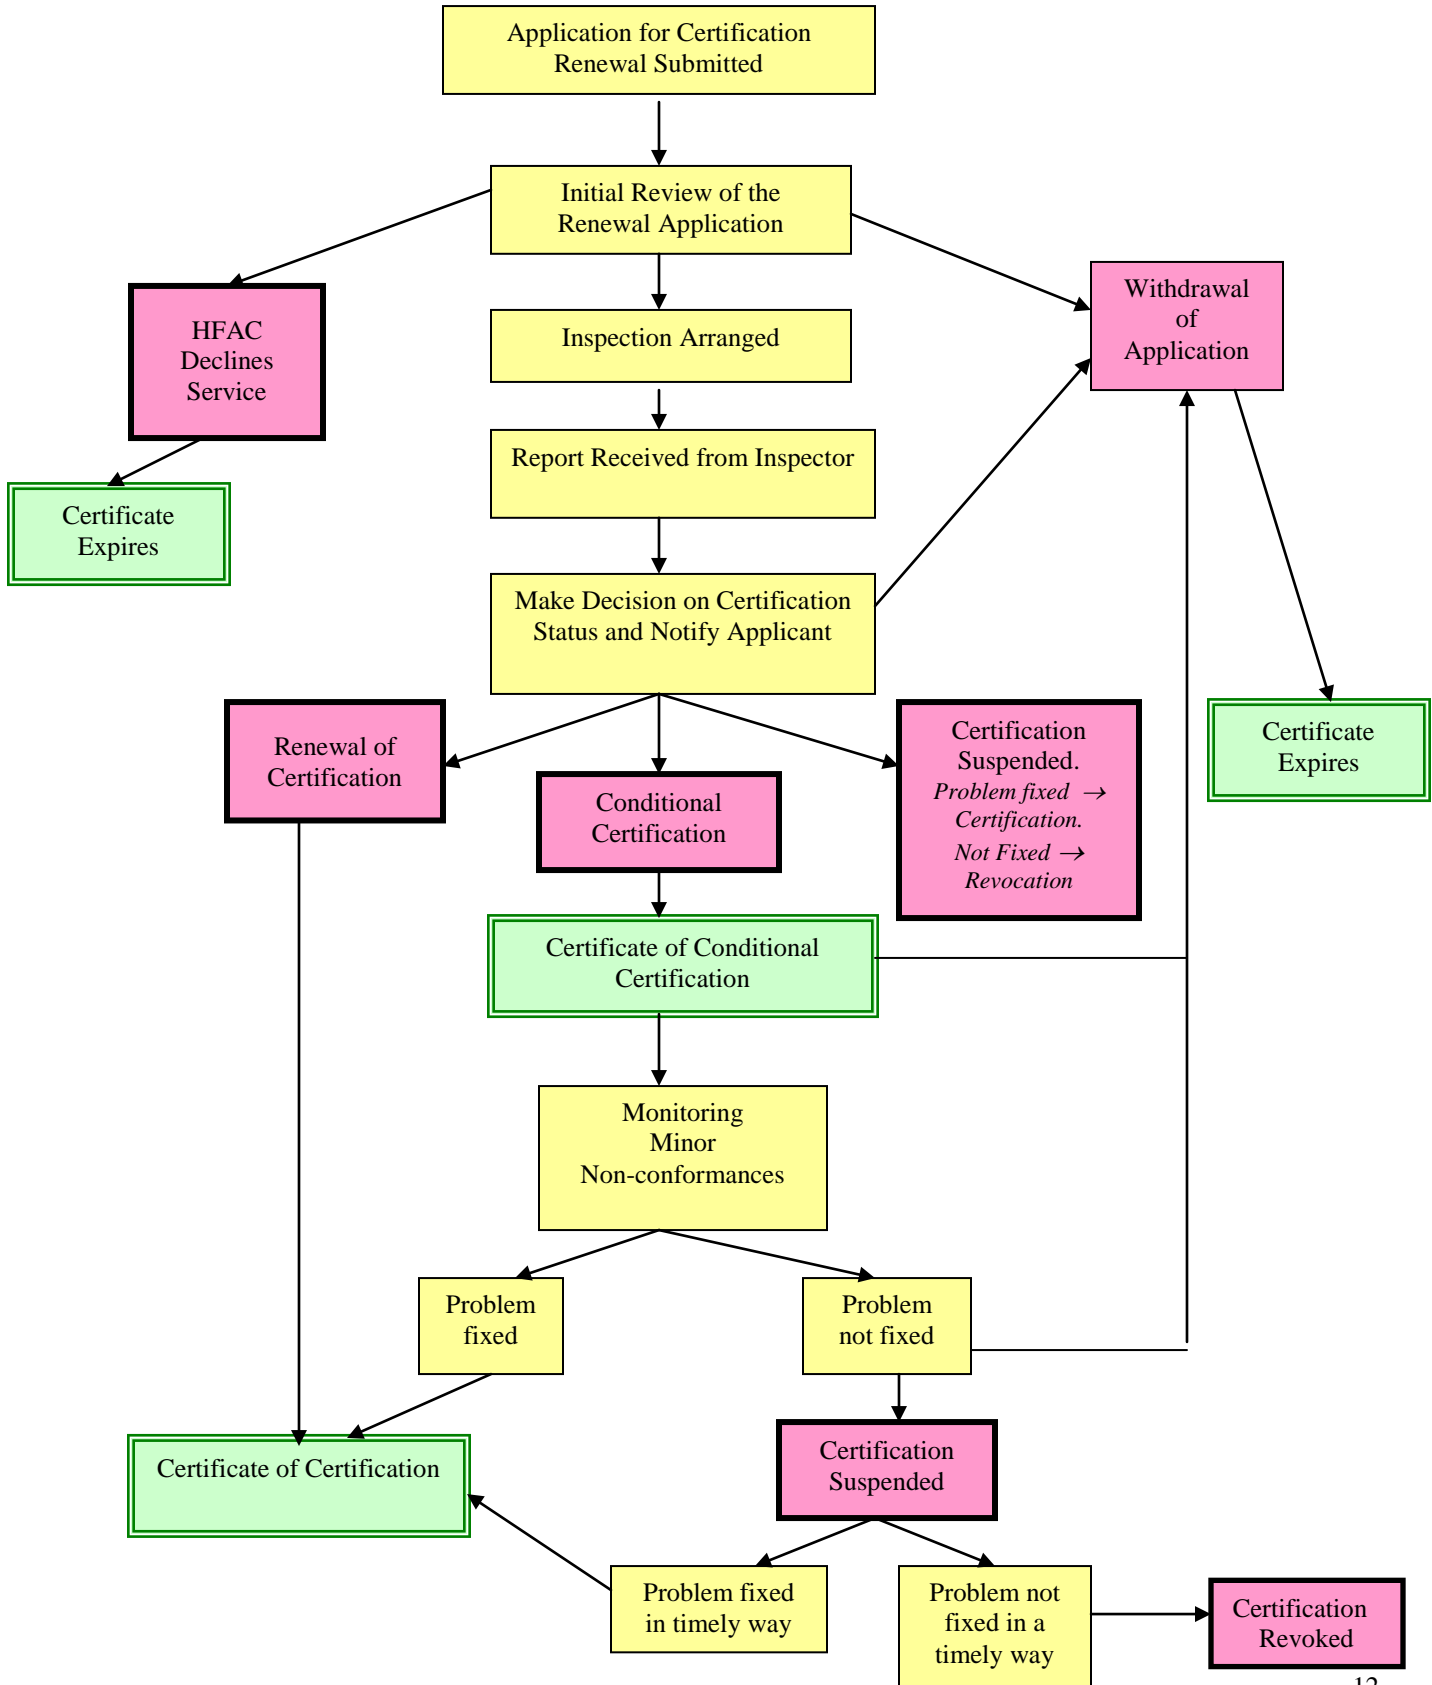 Application for Certification
Renewal Submitted
Initial Review of the
Renewal Application
Withdrawal
of
Application
HFAC
Declines
Service
Inspection Arranged
Report Received from Inspector
Certificate
Expires
Make Decision on Certification
Status and Notify Applicant
Renewal of
Certification
Conditional
Certification
Certification
Suspended.
Problem fixed →
Certification.
Not Fixed →
Revocation
Certificate
Expires
Certificate of Conditional
Certification
Monitoring
Minor
Non-conformances
Problem
fixed
Problem
not fixed
Certificate of Certification
Certification
Suspended
Problem fixed
in timely way
Problem not
fixed in a
timely way
Certification
Revoked
12